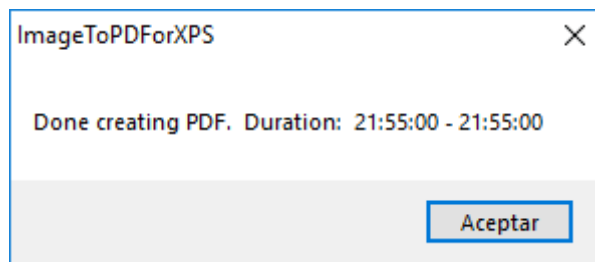 ImageToPDForXPS
Done creating PDF.  Duration:  21:55:00 - 21:55:00
Aceptar